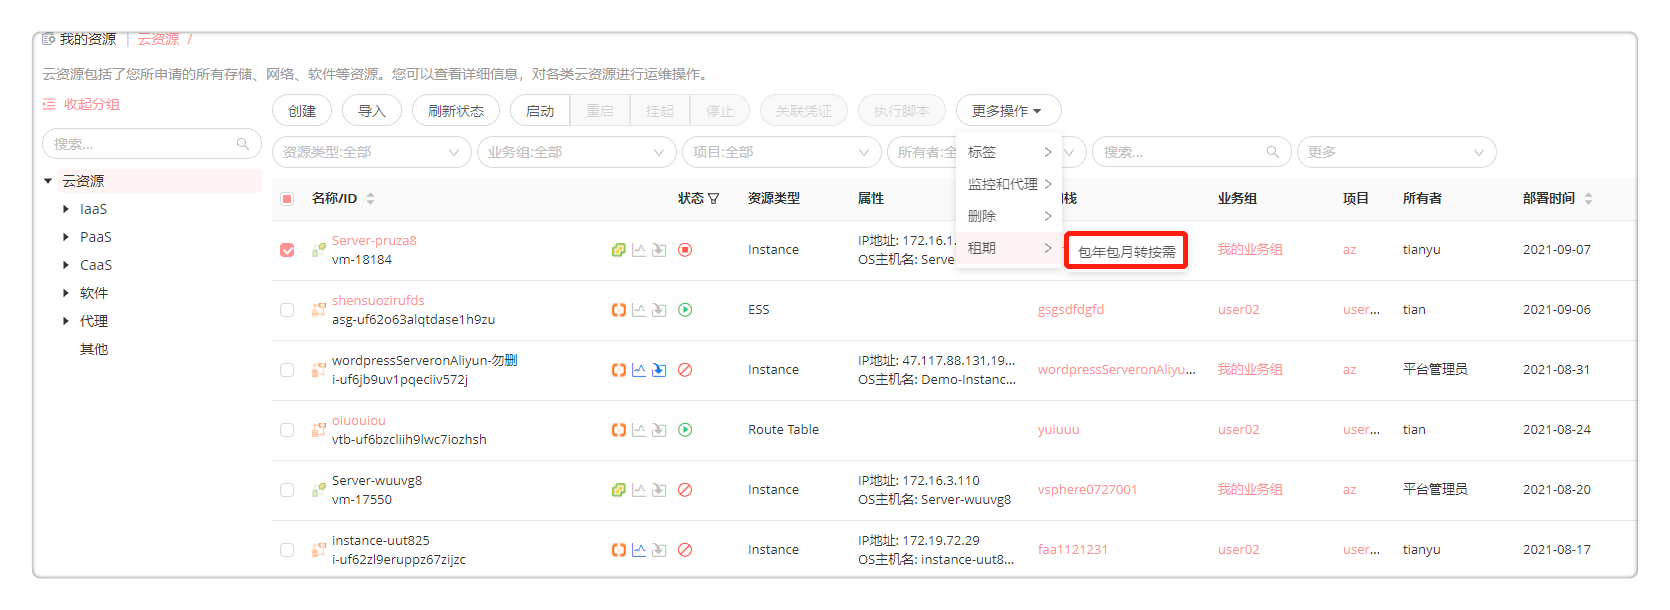 我的资源 | 云资源 /
云资源包括了您所申请的所有存储、网络、软件等资源。您可以查看详细信息，对各类云资源进行运维操作。
收起分组
创建 导入 刷新状态 启动 重启 挂起 停止 关联凭证 执行脚本 更多操作
搜索... 资源类型:全部 业务组:全部 项目:全部 所有者:全 搜索... 更多
标签
监控和代理
删除
租期
包年包月转按需
云资源
IaaS
PaaS
CaaS
软件
代理
其他
名称/ID 状态 资源类型 属性 栈 业务组 项目 所有者 部署时间
Server-pruza8 Instance IP地址: 172.16.1. 我的业务组 az tianyu 2021-09-07
vm-18184 OS主机名: Serve
shensuozirufds ESS gsgsdfdgfd user02 user... tian 2021-09-06
asg-uf62o63alqtdase1h9zu
wordpressServeronAliyun-勿删 Instance IP地址: 47.117.88.131,19... wordpressServeronAliyu... 我的业务组 az 平台管理员 2021-08-31
i-uf6jb9uv1pqeciiv572j OS主机名: Demo-Instanc...
oiuouiou Route Table yuiuuu user02 user... tian 2021-08-24
vtb-uf6bzcliih9lwc7iozhsh
Server-wuuvg8 Instance IP地址: 172.16.3.110 vsphere0727001 我的业务组 az 平台管理员 2021-08-20
vm-17550 OS主机名: Server-wuuvg8
instance-uut825 Instance IP地址: 172.19.72.29 faa1121231 user02 user... tianyu 2021-08-17
i-uf62zl9eruppz67zijzc OS主机名: instance-uut8...